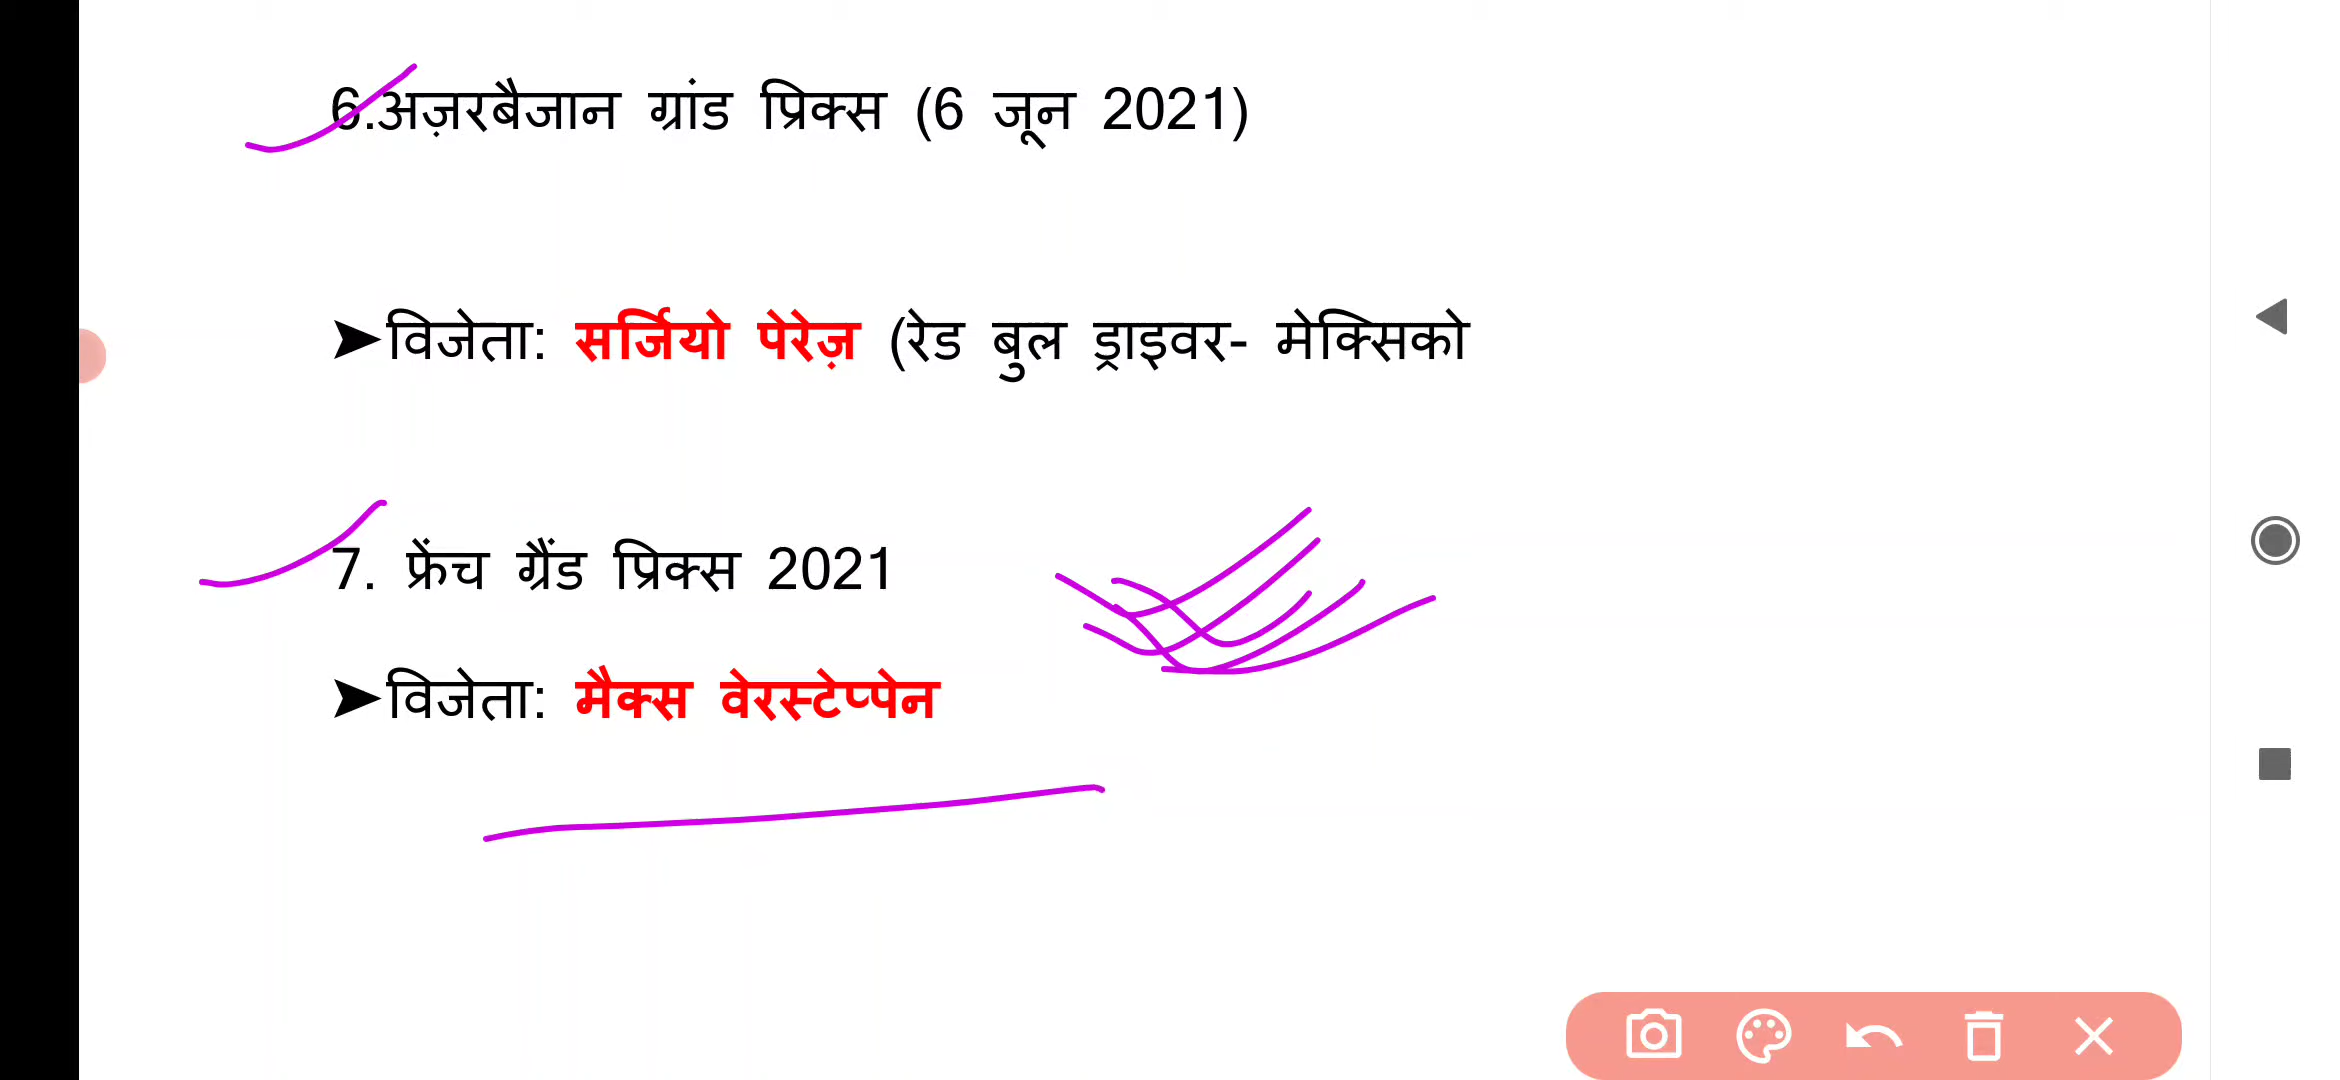 6.अज़रबैजान ग्रांड प्रिक्स (6 जून 2021)
➤विजेता: सर्जियो पेरेज़ (रेड बुल ड्राइवर- मेक्सिको
7. फ्रेंच ग्रैंड प्रिक्स 2021
➤विजेता: मैक्स वेरस्टेप्पेन